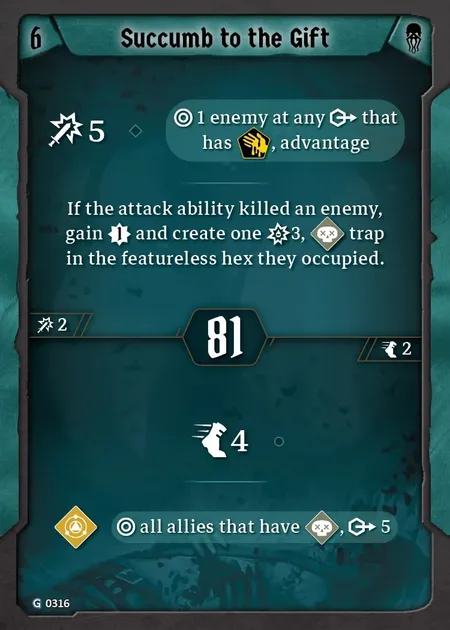 6
Succumb to the Gift
5
1 enemy at any that
has , advantage
If the attack ability killed an enemy,
gain 1 and create one 3, trap
in the featureless hex they occupied.
2
81
2
4
all allies that have , 5
G 0316